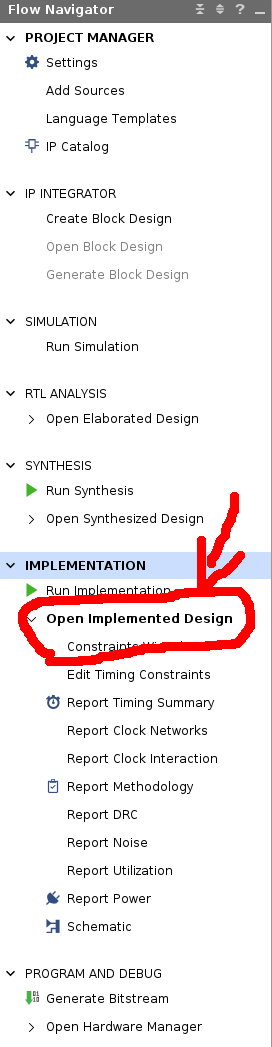 Flow Navigator
PROJECT MANAGER
Settings
Add Sources
Language Templates
IP Catalog
IP INTEGRATOR
Create Block Design
Open Block Design
Generate Block Design
SIMULATION
Run Simulation
RTL ANALYSIS
Open Elaborated Design
SYNTHESIS
Run Synthesis
Open Synthesized Design
IMPLEMENTATION
Run Implementation
Open Implemented Design
Constraints
Edit Timing Constraints
Report Timing Summary
Report Clock Networks
Report Clock Interaction
Report Methodology
Report DRC
Report Noise
Report Utilization
Report Power
Schematic
PROGRAM AND DEBUG
Generate Bitstream
Open Hardware Manager